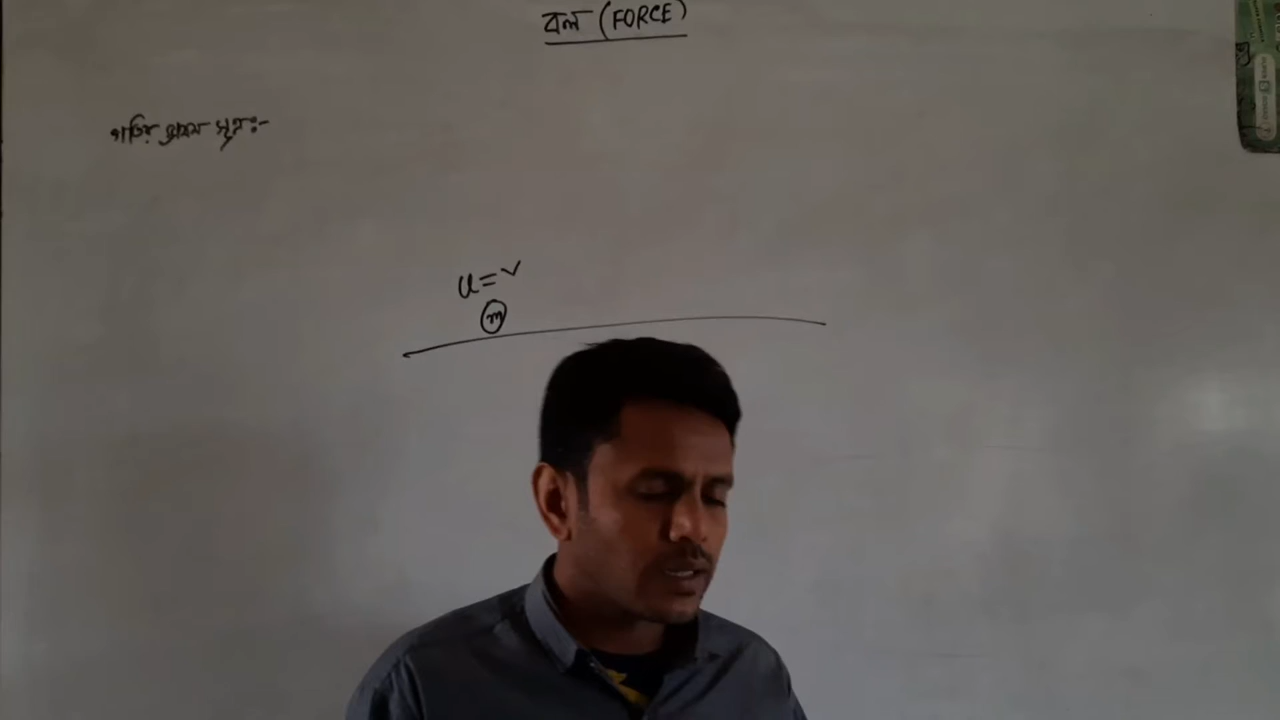 বল (FORCE)
গতির প্রথম সূত্রঃ-
u = v
m